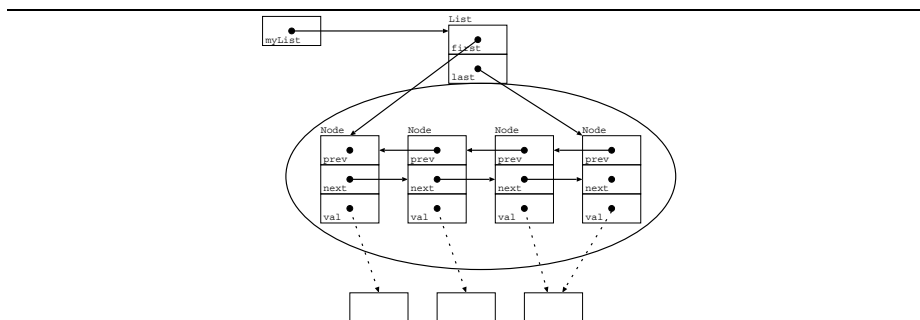 List
myList
first
last
Node Node Node Node
prev prev prev prev
next next next next
val val val val